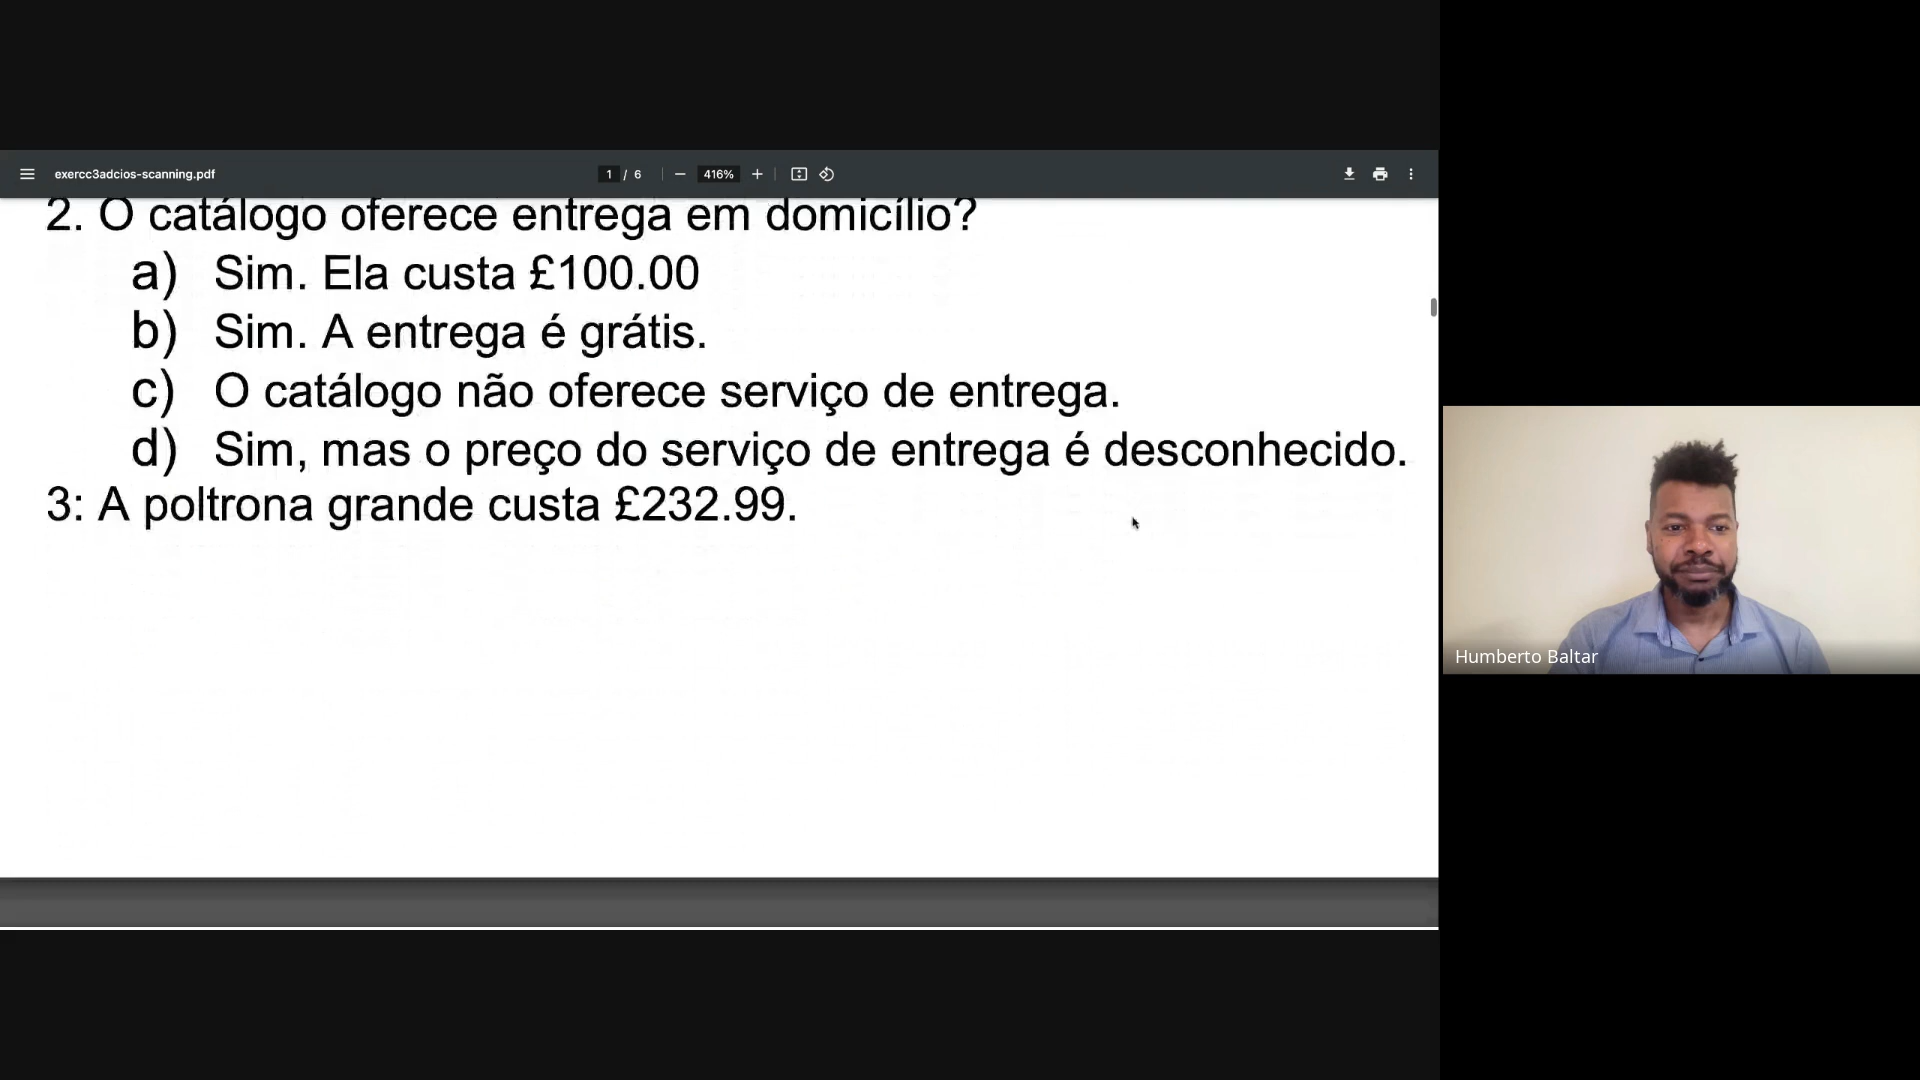 exercc3adcios-scanning.pdf
1 / 6
416%
2. O catálogo oferece entrega em domicílio?
a) Sim. Ela custa £100.00
b) Sim. A entrega é grátis.
c) O catálogo não oferece serviço de entrega.
d) Sim, mas o preço do serviço de entrega é desconhecido.
3: A poltrona grande custa £232.99.
Humberto Baltar